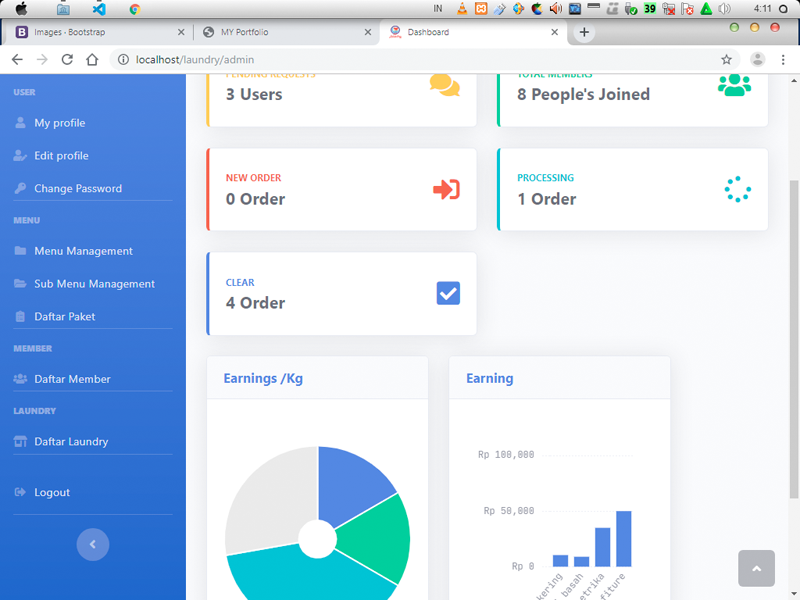 IN
39
4:11
B Images · Bootstrap
MY Portfolio
Dashboard
localhost/laundry/admin
USER
My profile
Edit profile
Change Password
MENU
Menu Management
Sub Menu Management
Daftar Paket
MEMBER
Daftar Member
LAUNDRY
Daftar Laundry
Logout
PENDING REQUESTS
3 Users
TOTAL MEMBERS
8 People's Joined
NEW ORDER
0 Order
PROCESSING
1 Order
CLEAR
4 Order
Earnings /Kg
Earning
Rp 100,000
Rp 50,000
Rp 0
kering
basah
etrika
fiture